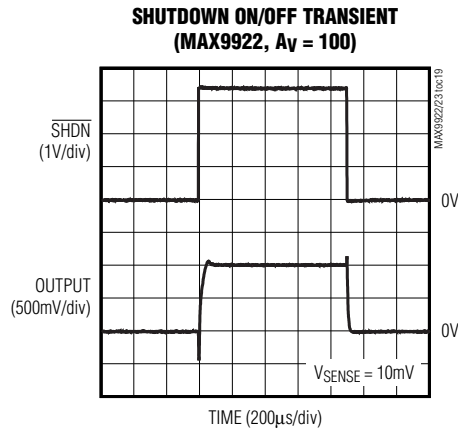 SHUTDOWN ON/OFF TRANSIENT
(MAX9922, AV = 100)
MAX9922/23 toc19
SHDN
(1V/div)
0V
OUTPUT
(500mV/div)
0V
VSENSE = 10mV
TIME (200µs/div)